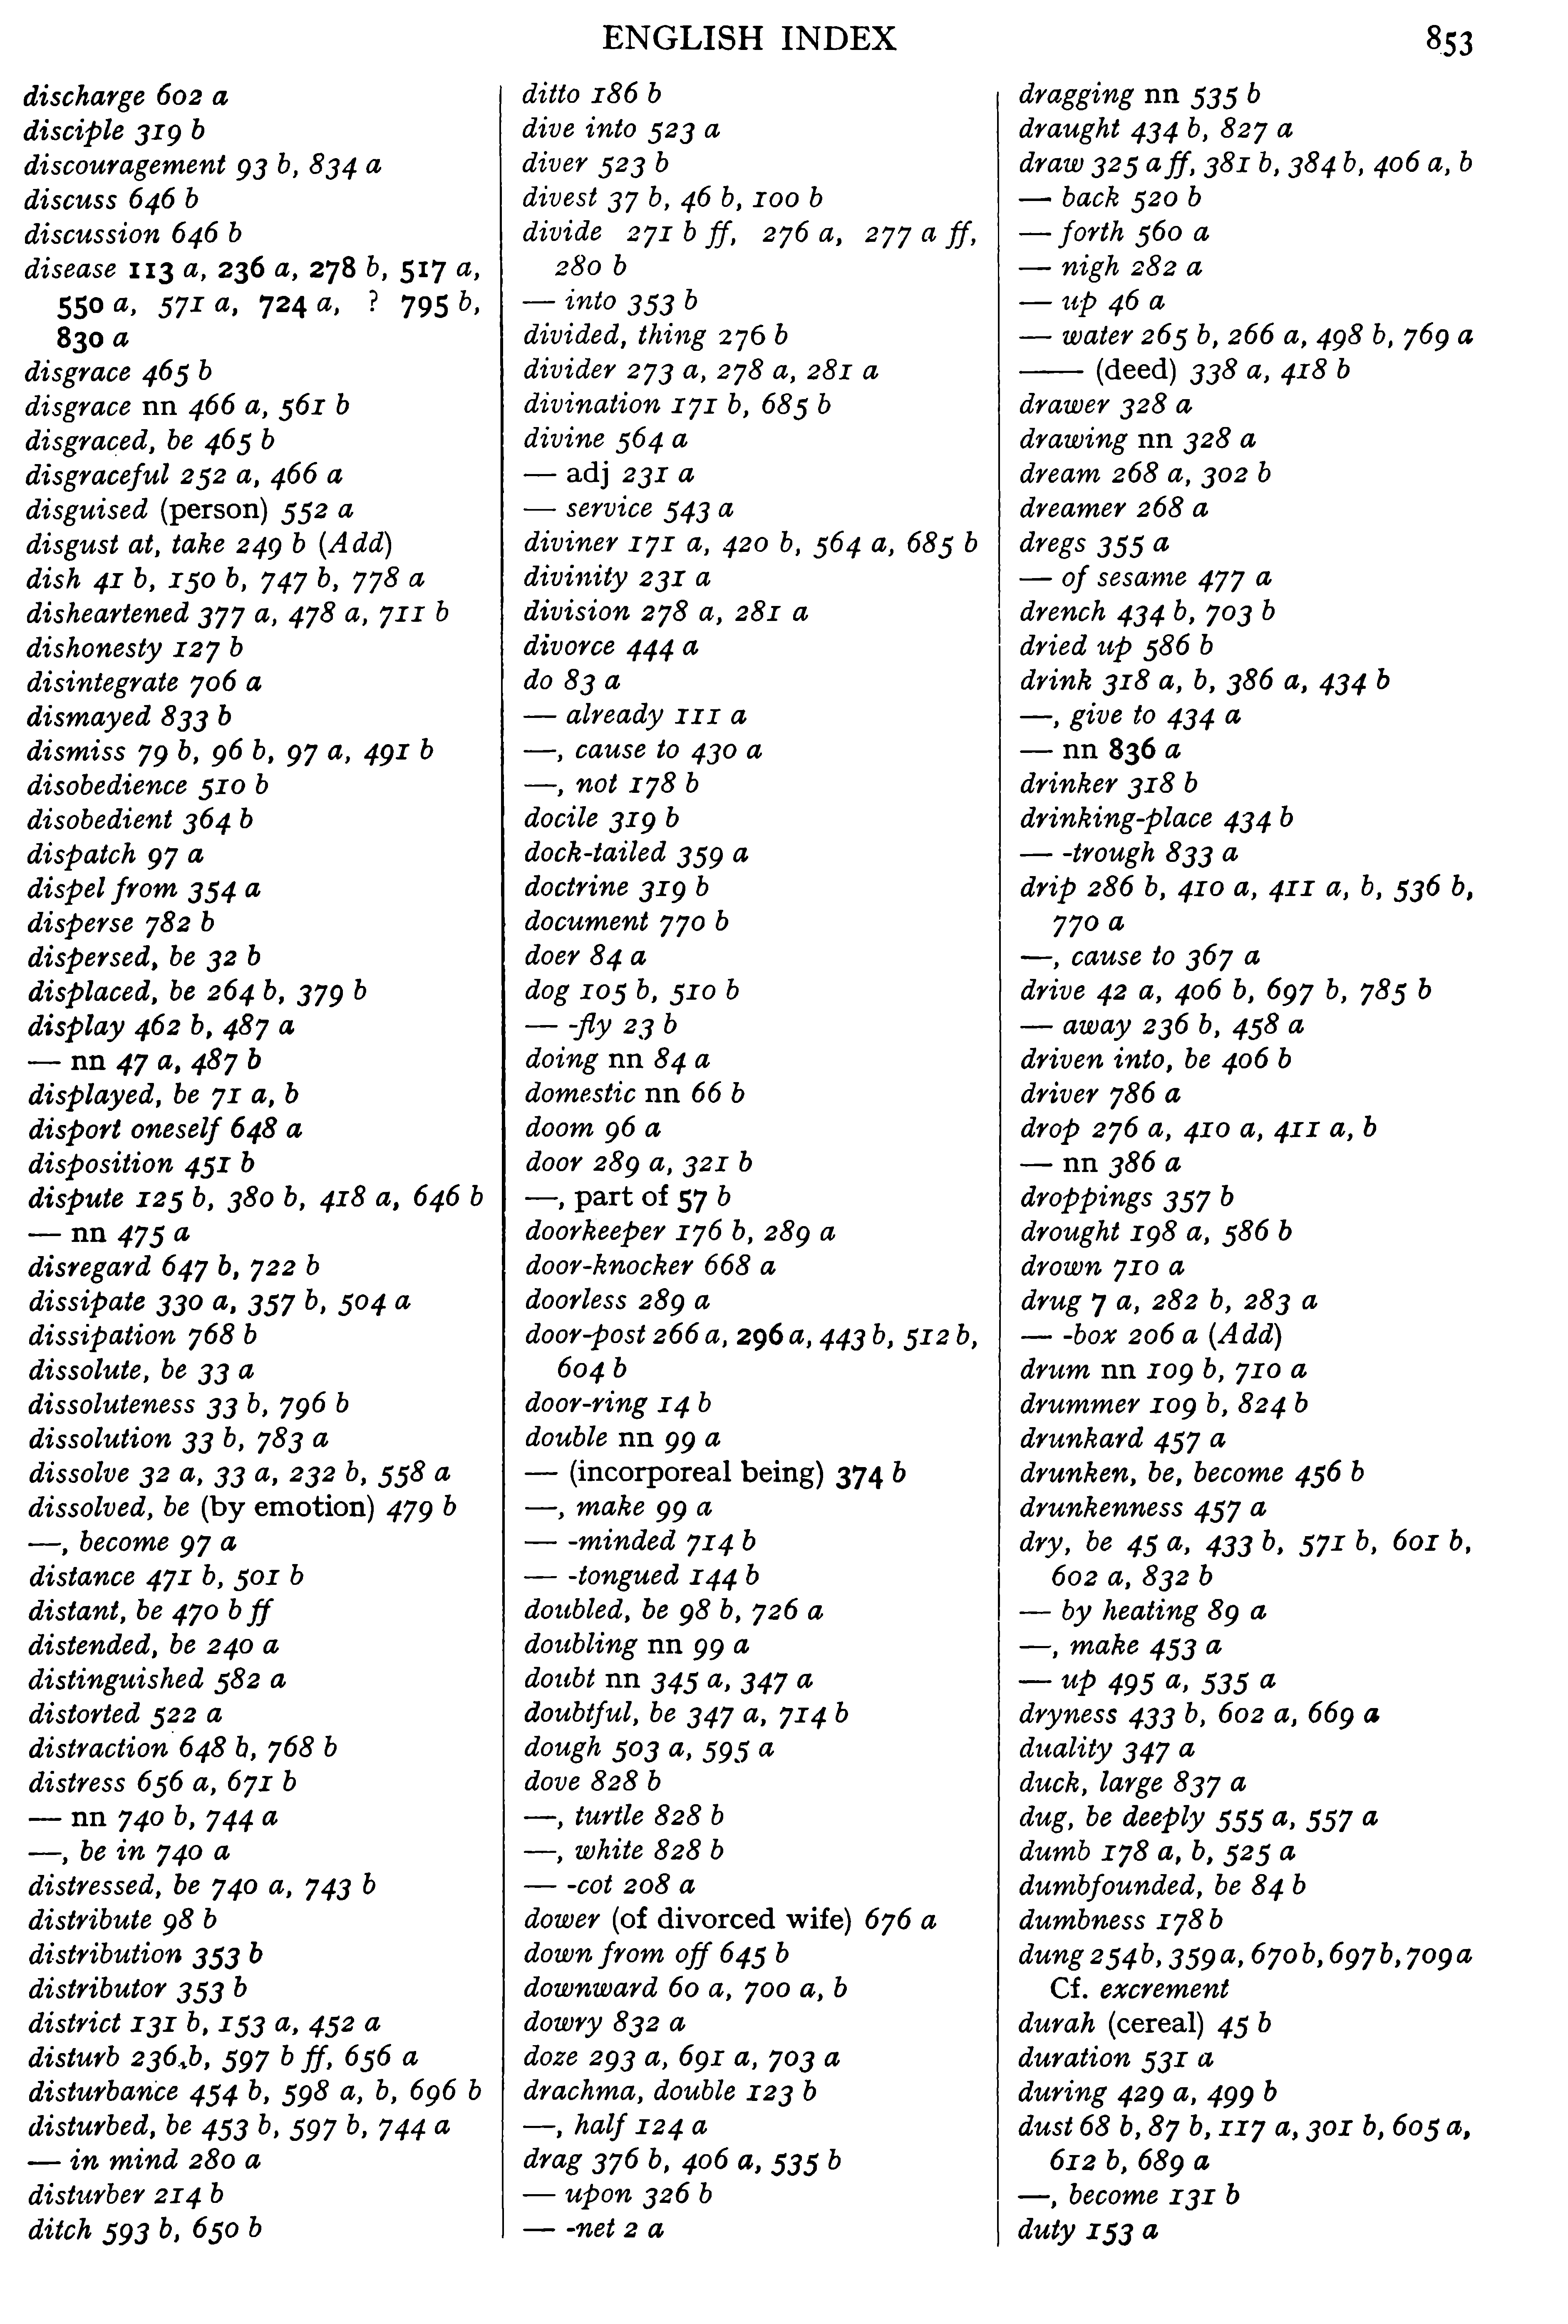 ENGLISH INDEX
853
discharge 602 a
disciple 319 b
discouragement 93 b, 834 a
discuss 646 b
discussion 646 b
disease 113 a, 236 a, 278 b, 517 a,
550 a, 571 a, 724 a, ? 795 b,
830 a
disgrace 465 b
disgrace nn 466 a, 561 b
disgraced, be 465 b
disgraceful 252 a, 466 a
disguised (person) 552 a
disgust at, take 249 b (Add)
dish 41 b, 150 b, 747 b, 778 a
disheartened 377 a, 478 a, 711 b
dishonesty 127 b
disintegrate 706 a
dismayed 833 b
dismiss 79 b, 96 b, 97 a, 491 b
disobedience 510 b
disobedient 364 b
dispatch 97 a
dispel from 354 a
disperse 782 b
dispersed, be 32 b
displaced, be 264 b, 379 b
display 462 b, 487 a
— nn 47 a, 487 b
displayed, be 71 a, b
disport oneself 648 a
disposition 451 b
dispute 125 b, 380 b, 418 a, 646 b
— nn 475 a
disregard 647 b, 722 b
dissipate 330 a, 357 b, 504 a
dissipation 768 b
dissolute, be 33 a
dissoluteness 33 b, 796 b
dissolution 33 b, 783 a
dissolve 32 a, 33 a, 232 b, 558 a
dissolved, be (by emotion) 479 b
—, become 97 a
distance 471 b, 501 b
distant, be 470 b ff
distended, be 240 a
distinguished 582 a
distorted 522 a
distraction 648 b, 768 b
distress 656 a, 671 b
— nn 740 b, 744 a
—, be in 740 a
distressed, be 740 a, 743 b
distribute 98 b
distribution 353 b
distributor 353 b
district 131 b, 153 a, 452 a
disturb 236 b, 597 b ff, 656 a
disturbance 454 b, 598 a, b, 696 b
disturbed, be 453 b, 597 b, 744 a
— in mind 280 a
disturber 214 b
ditch 593 b, 650 b
ditto 186 b
dive into 523 a
diver 523 b
divest 37 b, 46 b, 100 b
divide 271 b ff, 276 a, 277 a ff,
280 b
— into 353 b
divided, thing 276 b
divider 273 a, 278 a, 281 a
divination 171 b, 685 b
divine 564 a
— adj 231 a
— service 543 a
diviner 171 a, 420 b, 564 a, 685 b
divinity 231 a
division 278 a, 281 a
divorce 444 a
do 83 a
— already 111 a
—, cause to 430 a
—, not 178 b
docile 319 b
dock-tailed 359 a
doctrine 319 b
document 770 b
doer 84 a
dog 105 b, 510 b
— -fly 23 b
doing nn 84 a
domestic nn 66 b
doom 96 a
door 289 a, 321 b
—, part of 57 b
doorkeeper 176 b, 289 a
door-knocker 668 a
doorless 289 a
door-post 266 a, 296 a, 443 b, 512 b,
604 b
door-ring 14 b
double nn 99 a
— (incorporeal being) 374 b
—, make 99 a
— -minded 714 b
— -tongued 144 b
doubled, be 98 b, 726 a
doubling nn 99 a
doubt nn 345 a, 347 a
doubtful, be 347 a, 714 b
dough 503 a, 595 a
dove 828 b
—, turtle 828 b
—, white 828 b
— -cot 208 a
dower (of divorced wife) 676 a
down from off 645 b
downward 60 a, 700 a, b
dowry 832 a
doze 293 a, 691 a, 703 a
drachma, double 123 b
—, half 124 a
drag 376 b, 406 a, 535 b
— upon 326 b
— -net 2 a
dragging nn 535 b
draught 434 b, 827 a
draw 325 a ff, 381 b, 384 b, 406 a, b
— back 520 b
— forth 560 a
— nigh 282 a
— up 46 a
— water 265 b, 266 a, 498 b, 769 a
—— (deed) 338 a, 418 b
drawer 328 a
drawing nn 328 a
dream 268 a, 302 b
dreamer 268 a
dregs 355 a
— of sesame 477 a
drench 434 b, 703 b
dried up 586 b
drink 318 a, b, 386 a, 434 b
—, give to 434 a
— nn 836 a
drinker 318 b
drinking-place 434 b
— -trough 833 a
drip 286 b, 410 a, 411 a, b, 536 b,
770 a
—, cause to 367 a
drive 42 a, 406 b, 697 b, 785 b
— away 236 b, 458 a
driven into, be 406 b
driver 786 a
drop 276 a, 410 a, 411 a, b
— nn 386 a
droppings 357 b
drought 198 a, 586 b
drown 710 a
drug 7 a, 282 b, 283 a
— -box 206 a (Add)
drum nn 109 b, 710 a
drummer 109 b, 824 b
drunkard 457 a
drunken, be, become 456 b
drunkenness 457 a
dry, be 45 a, 433 b, 571 b, 601 b,
602 a, 832 b
— by heating 89 a
—, make 453 a
— up 495 a, 535 a
dryness 433 b, 602 a, 669 a
duality 347 a
duck, large 837 a
dug, be deeply 555 a, 557 a
dumb 178 a, b, 525 a
dumbfounded, be 84 b
dumbness 178 b
dung 254 b, 359 a, 670 b, 697 b, 709 a
Cf. excrement
durah (cereal) 45 b
duration 531 a
during 429 a, 499 b
dust 68 b, 87 b, 117 a, 301 b, 605 a,
612 b, 689 a
—, become 131 b
duty 153 a